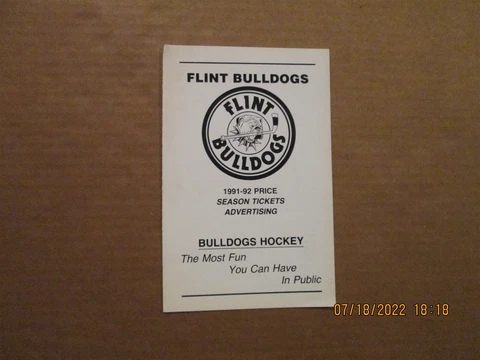 FLINT BULLDOGS
FLINT
BULLDOGS
1991-92 PRICE
SEASON TICKETS
ADVERTISING
BULLDOGS HOCKEY
The Most Fun
You Can Have
In Public
07/18/2022 18:18